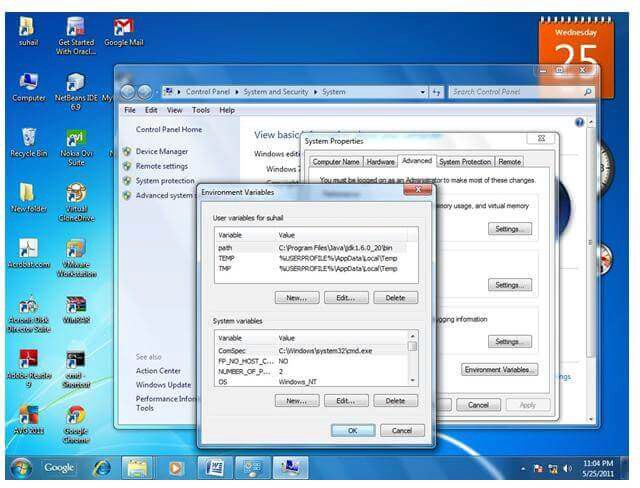 suhail
Get Started With Oracl...
Google Mail
Computer
NetBeans IDE 6.9
My
Recycle Bin
Nokia Ovi Suite
New folder
Virtual CloneDrive
Acrobat.com
VMware Workstation
Acronis Disk Director Suite
WinRAR
Adobe Reader 9
cmd - Shortcut
AVG 2011
Google Chrome
Wednesday
25
Control Panel
System and Security
System
Search Control Panel
File Edit View Tools Help
Control Panel Home
Device Manager
Remote settings
System protection
Advanced system
See also
Action Center
Windows Update
Performance Infor
Tools
View basic
Windows edit
Windows 7
System Properties
Computer Name Hardware Advanced System Protection Remote
You must be logged on as an Administrator to make most of these changes.
Performance
memory usage, and virtual memory
Settings...
Settings...
ugging information
Settings...
Environment Variables...
Cancel Apply
ngs
Environment Variables
User variables for suhail
Variable Value
path C:\Program Files\Java\jdk1.6.0_20\bin
TEMP %USERPROFILE%\AppData\Local\Temp
TMP %USERPROFILE%\AppData\Local\Temp
New... Edit... Delete
System variables
Variable Value
ComSpec C:\Windows\system32\cmd.exe
FP_NO_HOST_C... NO
NUMBER_OF_P... 2
OS Windows_NT
New... Edit... Delete
OK Cancel
Google
11:04 PM
5/25/2011